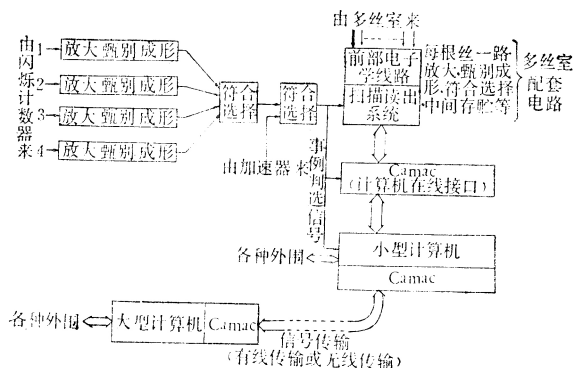 由多丝室来
由闪烁计数器来
1 放大甄别成形
2 放大甄别成形
3 放大甄别成形
4 放大甄别成形
符合
选择
符合
选择
前部电子
学线路
扫描读出
系统
每根丝一路
放大,甄别成
形,符合选择
中间存贮等
多丝室
配套
电路
由加速器来
事例判选信号
Camac
(计算机在线接口)
各种外围
小型计算机
Camac
各种外围
大型计算机
Camac
信号传输
(有线传输或无线传输)